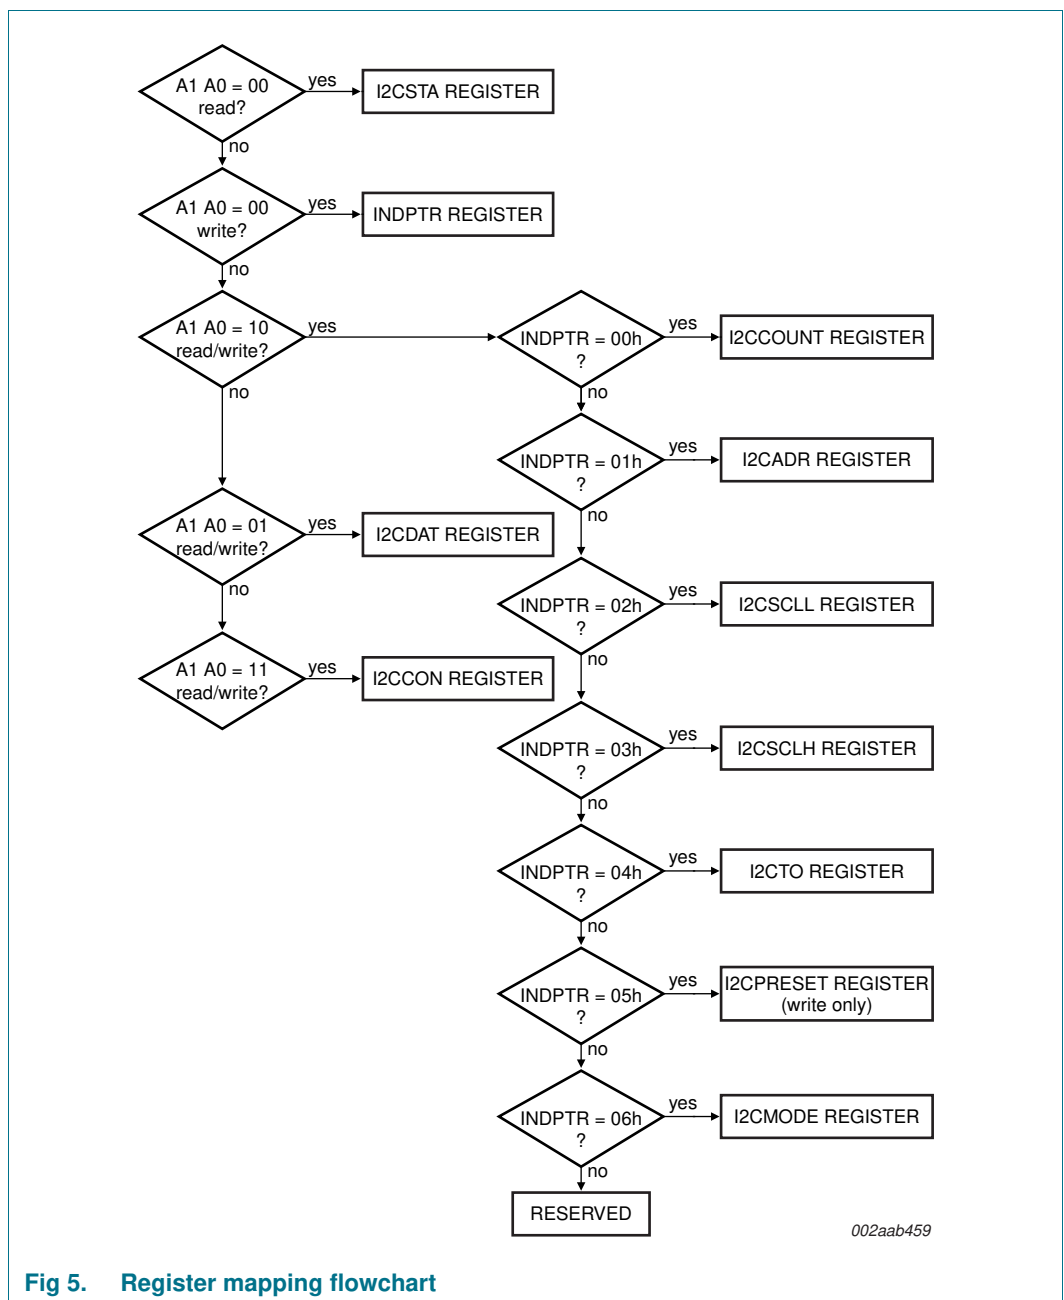 A1 A0 = 00
read?
yes
I2CSTA REGISTER
no
A1 A0 = 00
write?
yes
INDPTR REGISTER
no
A1 A0 = 10
read/write?
yes
INDPTR = 00h
?
yes
I2CCOUNT REGISTER
no
no
INDPTR = 01h
?
yes
I2CADR REGISTER
no
A1 A0 = 01
read/write?
yes
I2CDAT REGISTER
no
INDPTR = 02h
?
yes
I2CSCLL REGISTER
no
A1 A0 = 11
read/write?
yes
I2CCON REGISTER
INDPTR = 03h
?
yes
I2CSCLH REGISTER
no
INDPTR = 04h
?
yes
I2CTO REGISTER
no
INDPTR = 05h
?
yes
I2CPRESET REGISTER
(write only)
no
INDPTR = 06h
?
yes
I2CMODE REGISTER
no
RESERVED
002aab459
Fig 5. Register mapping flowchart